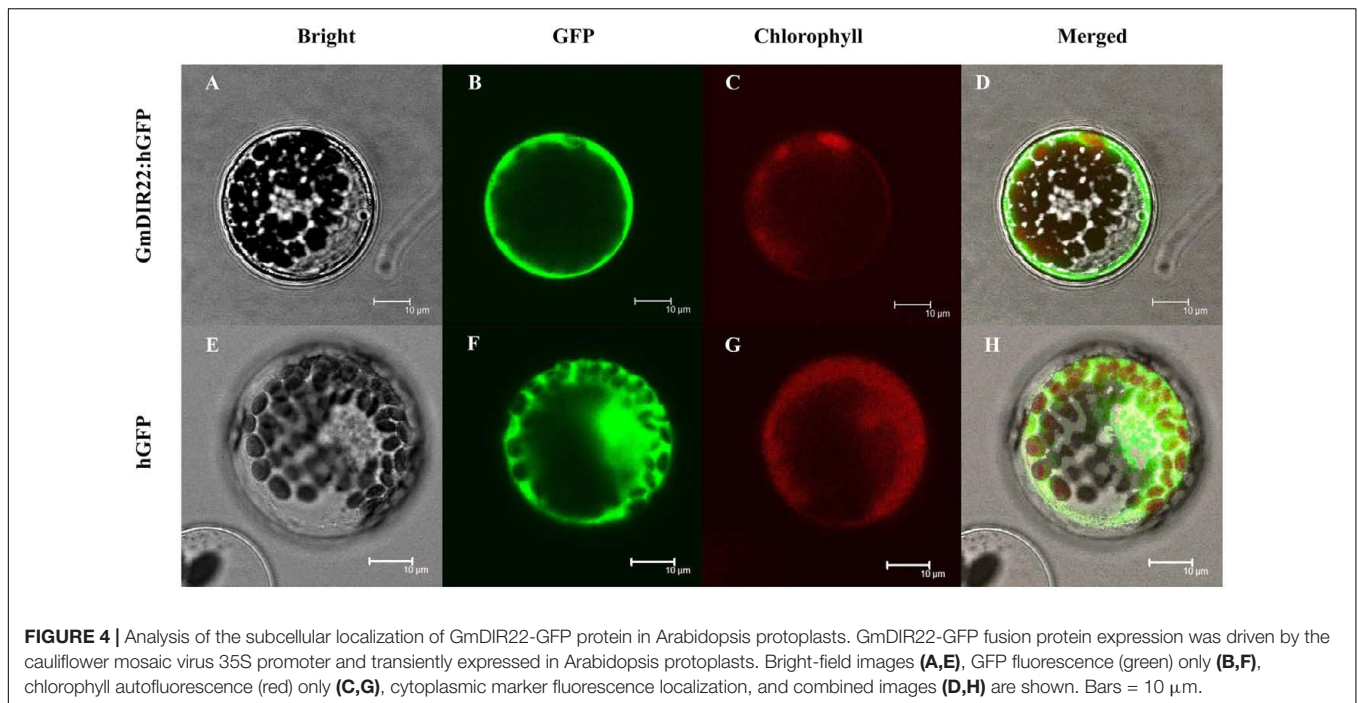 Bright GFP Chlorophyll Merged
GmDIR22:hGFP
A B C D
10 µm 10 µm 10 µm 10 µm
hGFP
E F G H
10 µm 10 µm 10 µm 10 µm
FIGURE 4 | Analysis of the subcellular localization of GmDIR22-GFP protein in Arabidopsis protoplasts. GmDIR22-GFP fusion protein expression was driven by the
cauliflower mosaic virus 35S promoter and transiently expressed in Arabidopsis protoplasts. Bright-field images (A,E), GFP fluorescence (green) only (B,F),
chlorophyll autofluorescence (red) only (C,G), cytoplasmic marker fluorescence localization, and combined images (D,H) are shown. Bars = 10 µm.